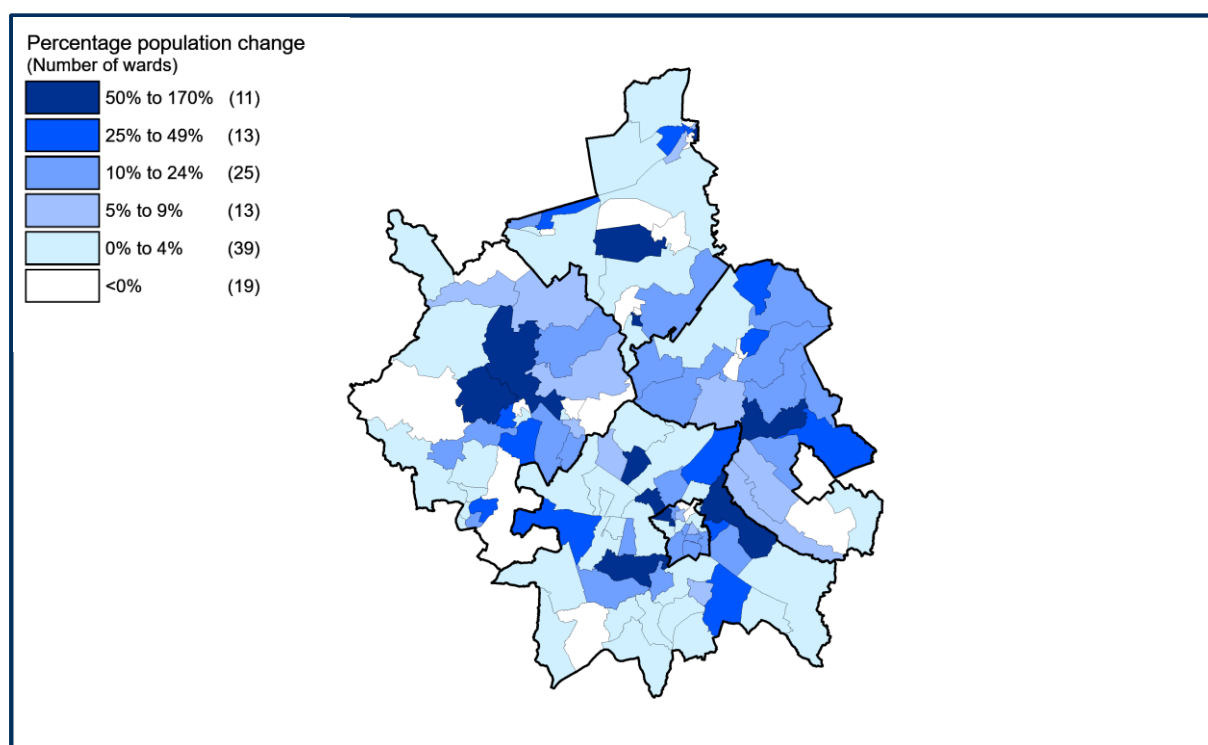 Percentage population change
(Number of wards)
50% to 170% (11)
25% to 49% (13)
10% to 24% (25)
5% to 9% (13)
0% to 4% (39)
<0% (19)